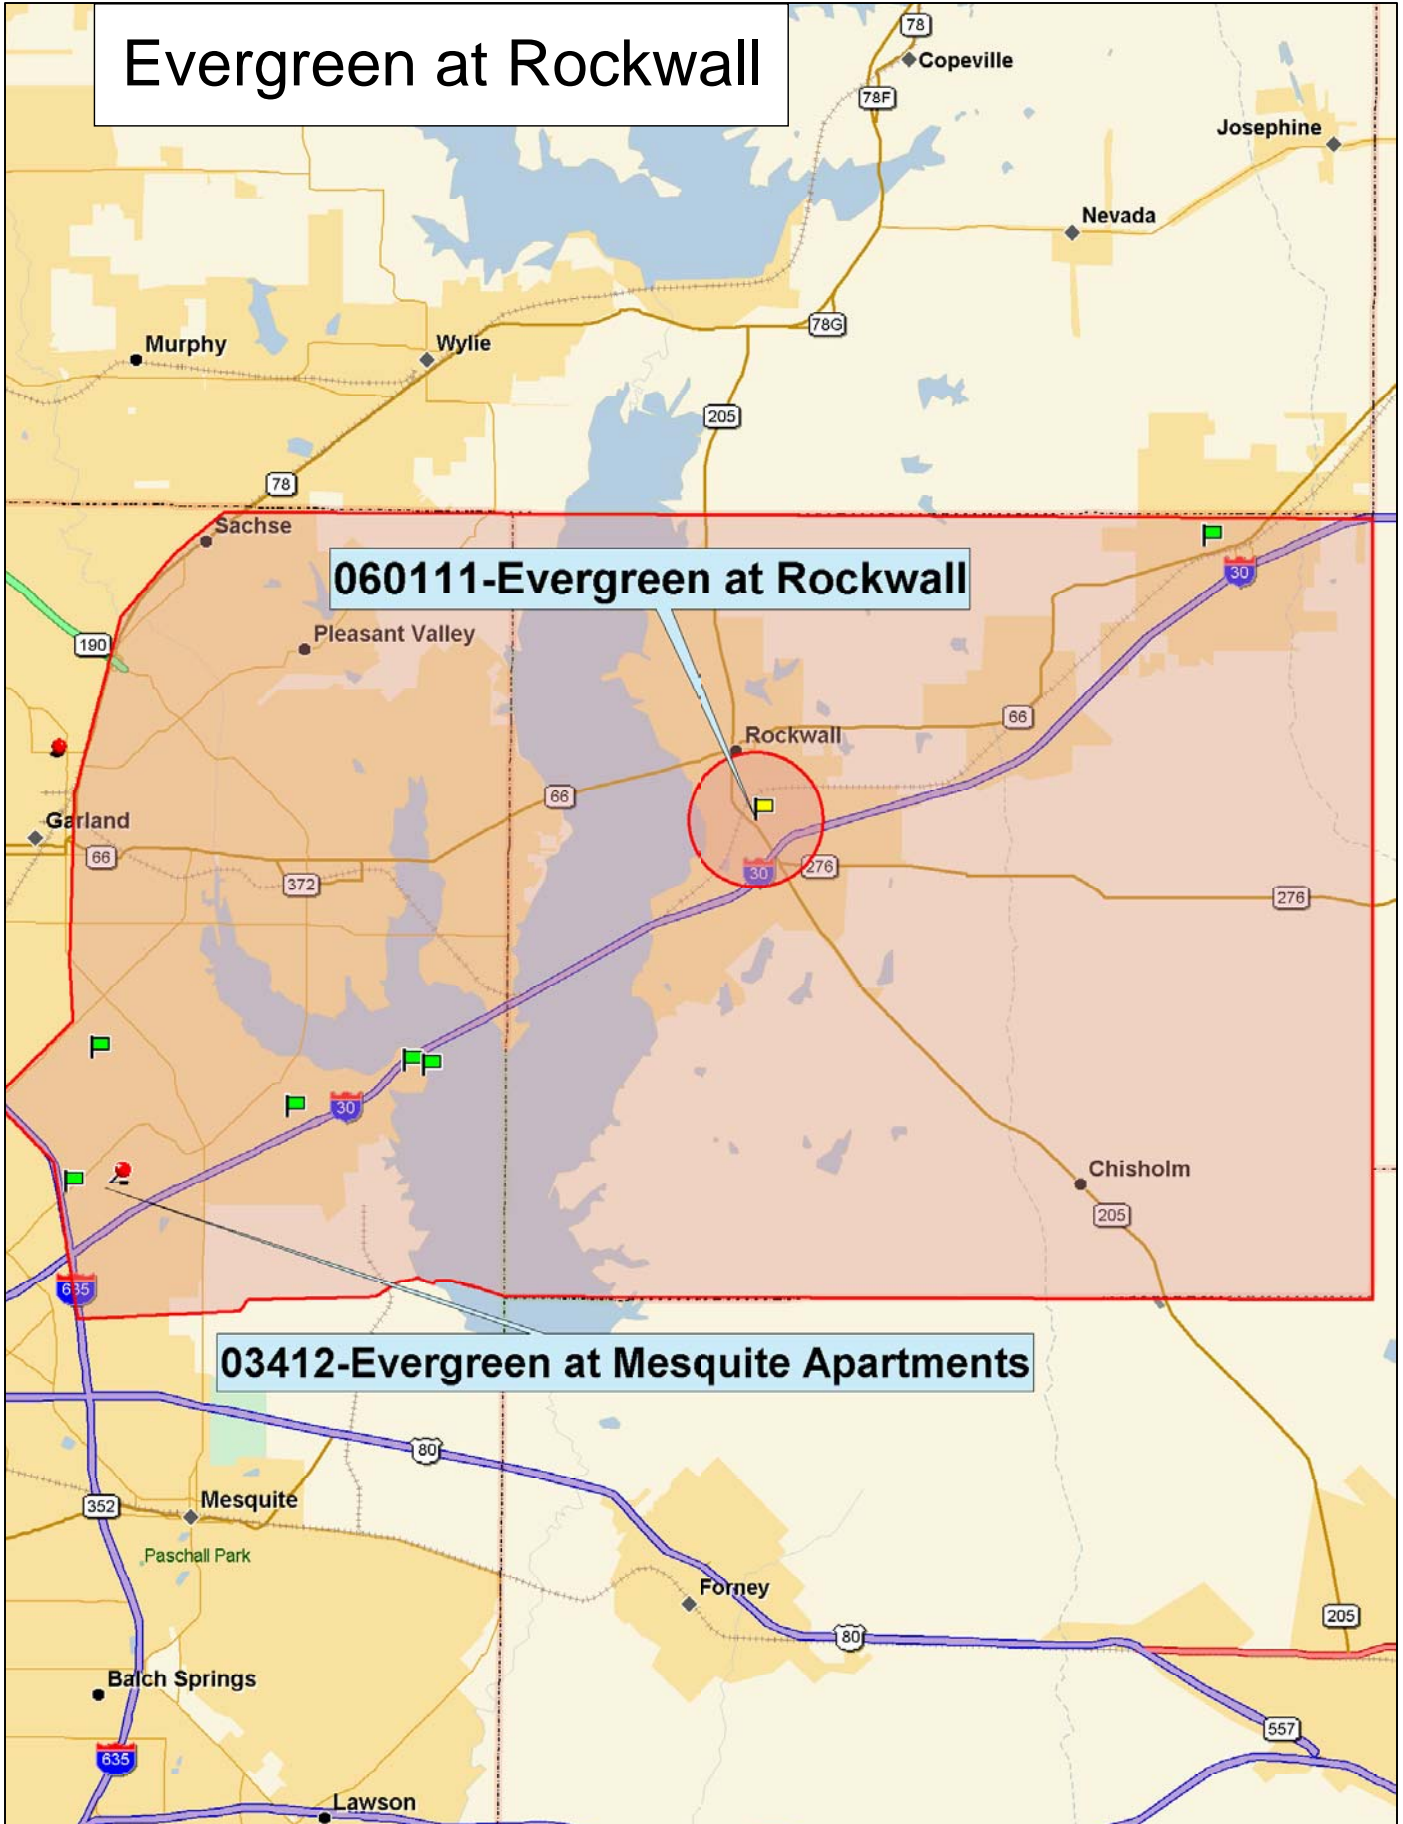 Evergreen at Rockwall
78
Copeville
78F
Josephine
Nevada
78G
Murphy
Wylie
205
78
Sachse
060111-Evergreen at Rockwall
30
190
Pleasant Valley
66
Rockwall
66
Garland
66
372
30
276
276
30
Chisholm
205
635
03412-Evergreen at Mesquite Apartments
80
352
Mesquite
Paschall Park
Forney
205
80
Balch Springs
557
635
Lawson